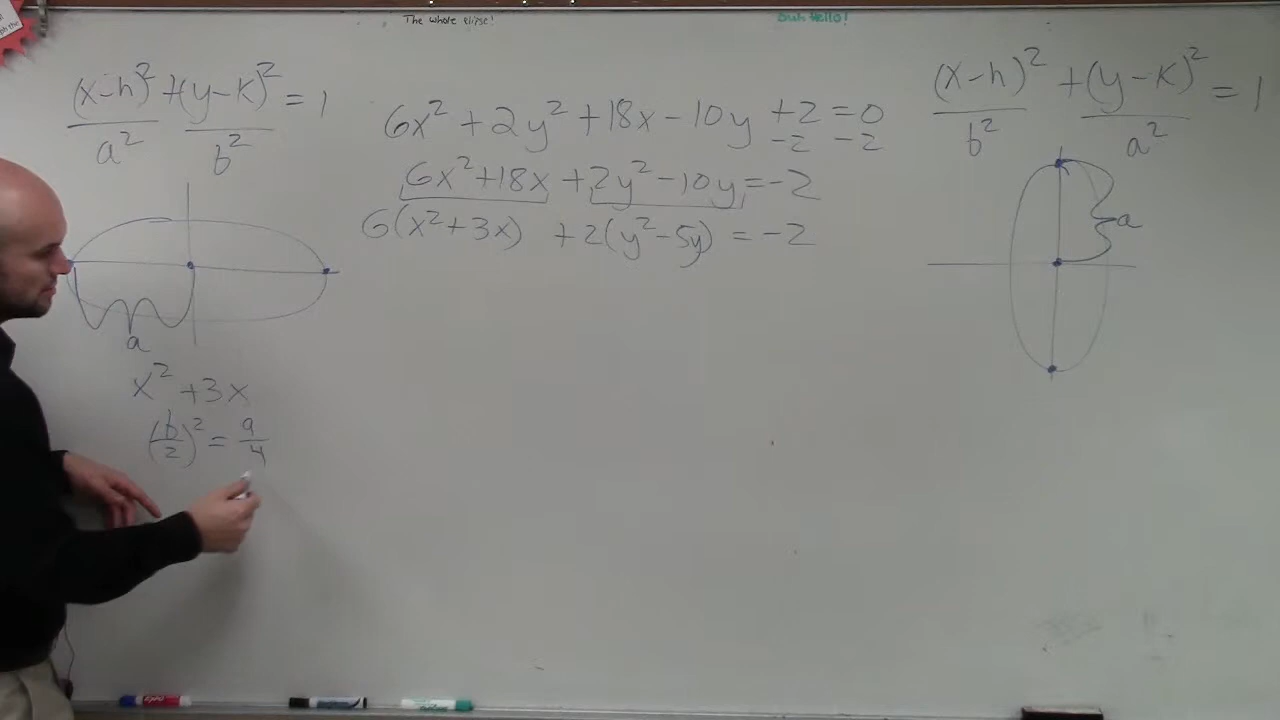 The whole elipse!
Duh Hello!
(x-h)² + (y-k)² = 1
a² b²
6x² + 2y² + 18x - 10y + 2 = 0
-2 -2
6x² + 18x + 2y² - 10y = -2
6(x² + 3x) + 2(y² - 5y) = -2
(x-h)² + (y-k)² = 1
b² a²
a
a
x² + 3x
(b/2)² = 9/4